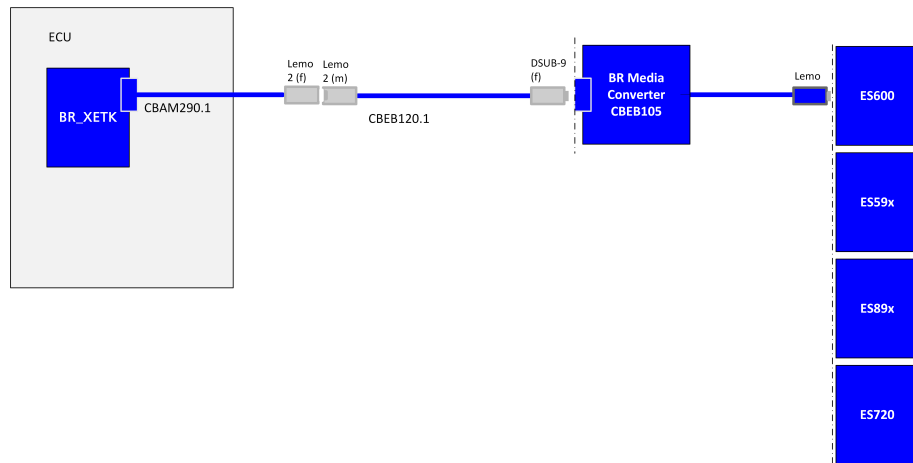 ECU
BR_XETK
CBAM290.1
Lemo
2 (f)
Lemo
2 (m)
CBEB120.1
DSUB-9
(f)
BR Media
Converter
CBEB105
Lemo
ES600
ES59x
ES89x
ES720